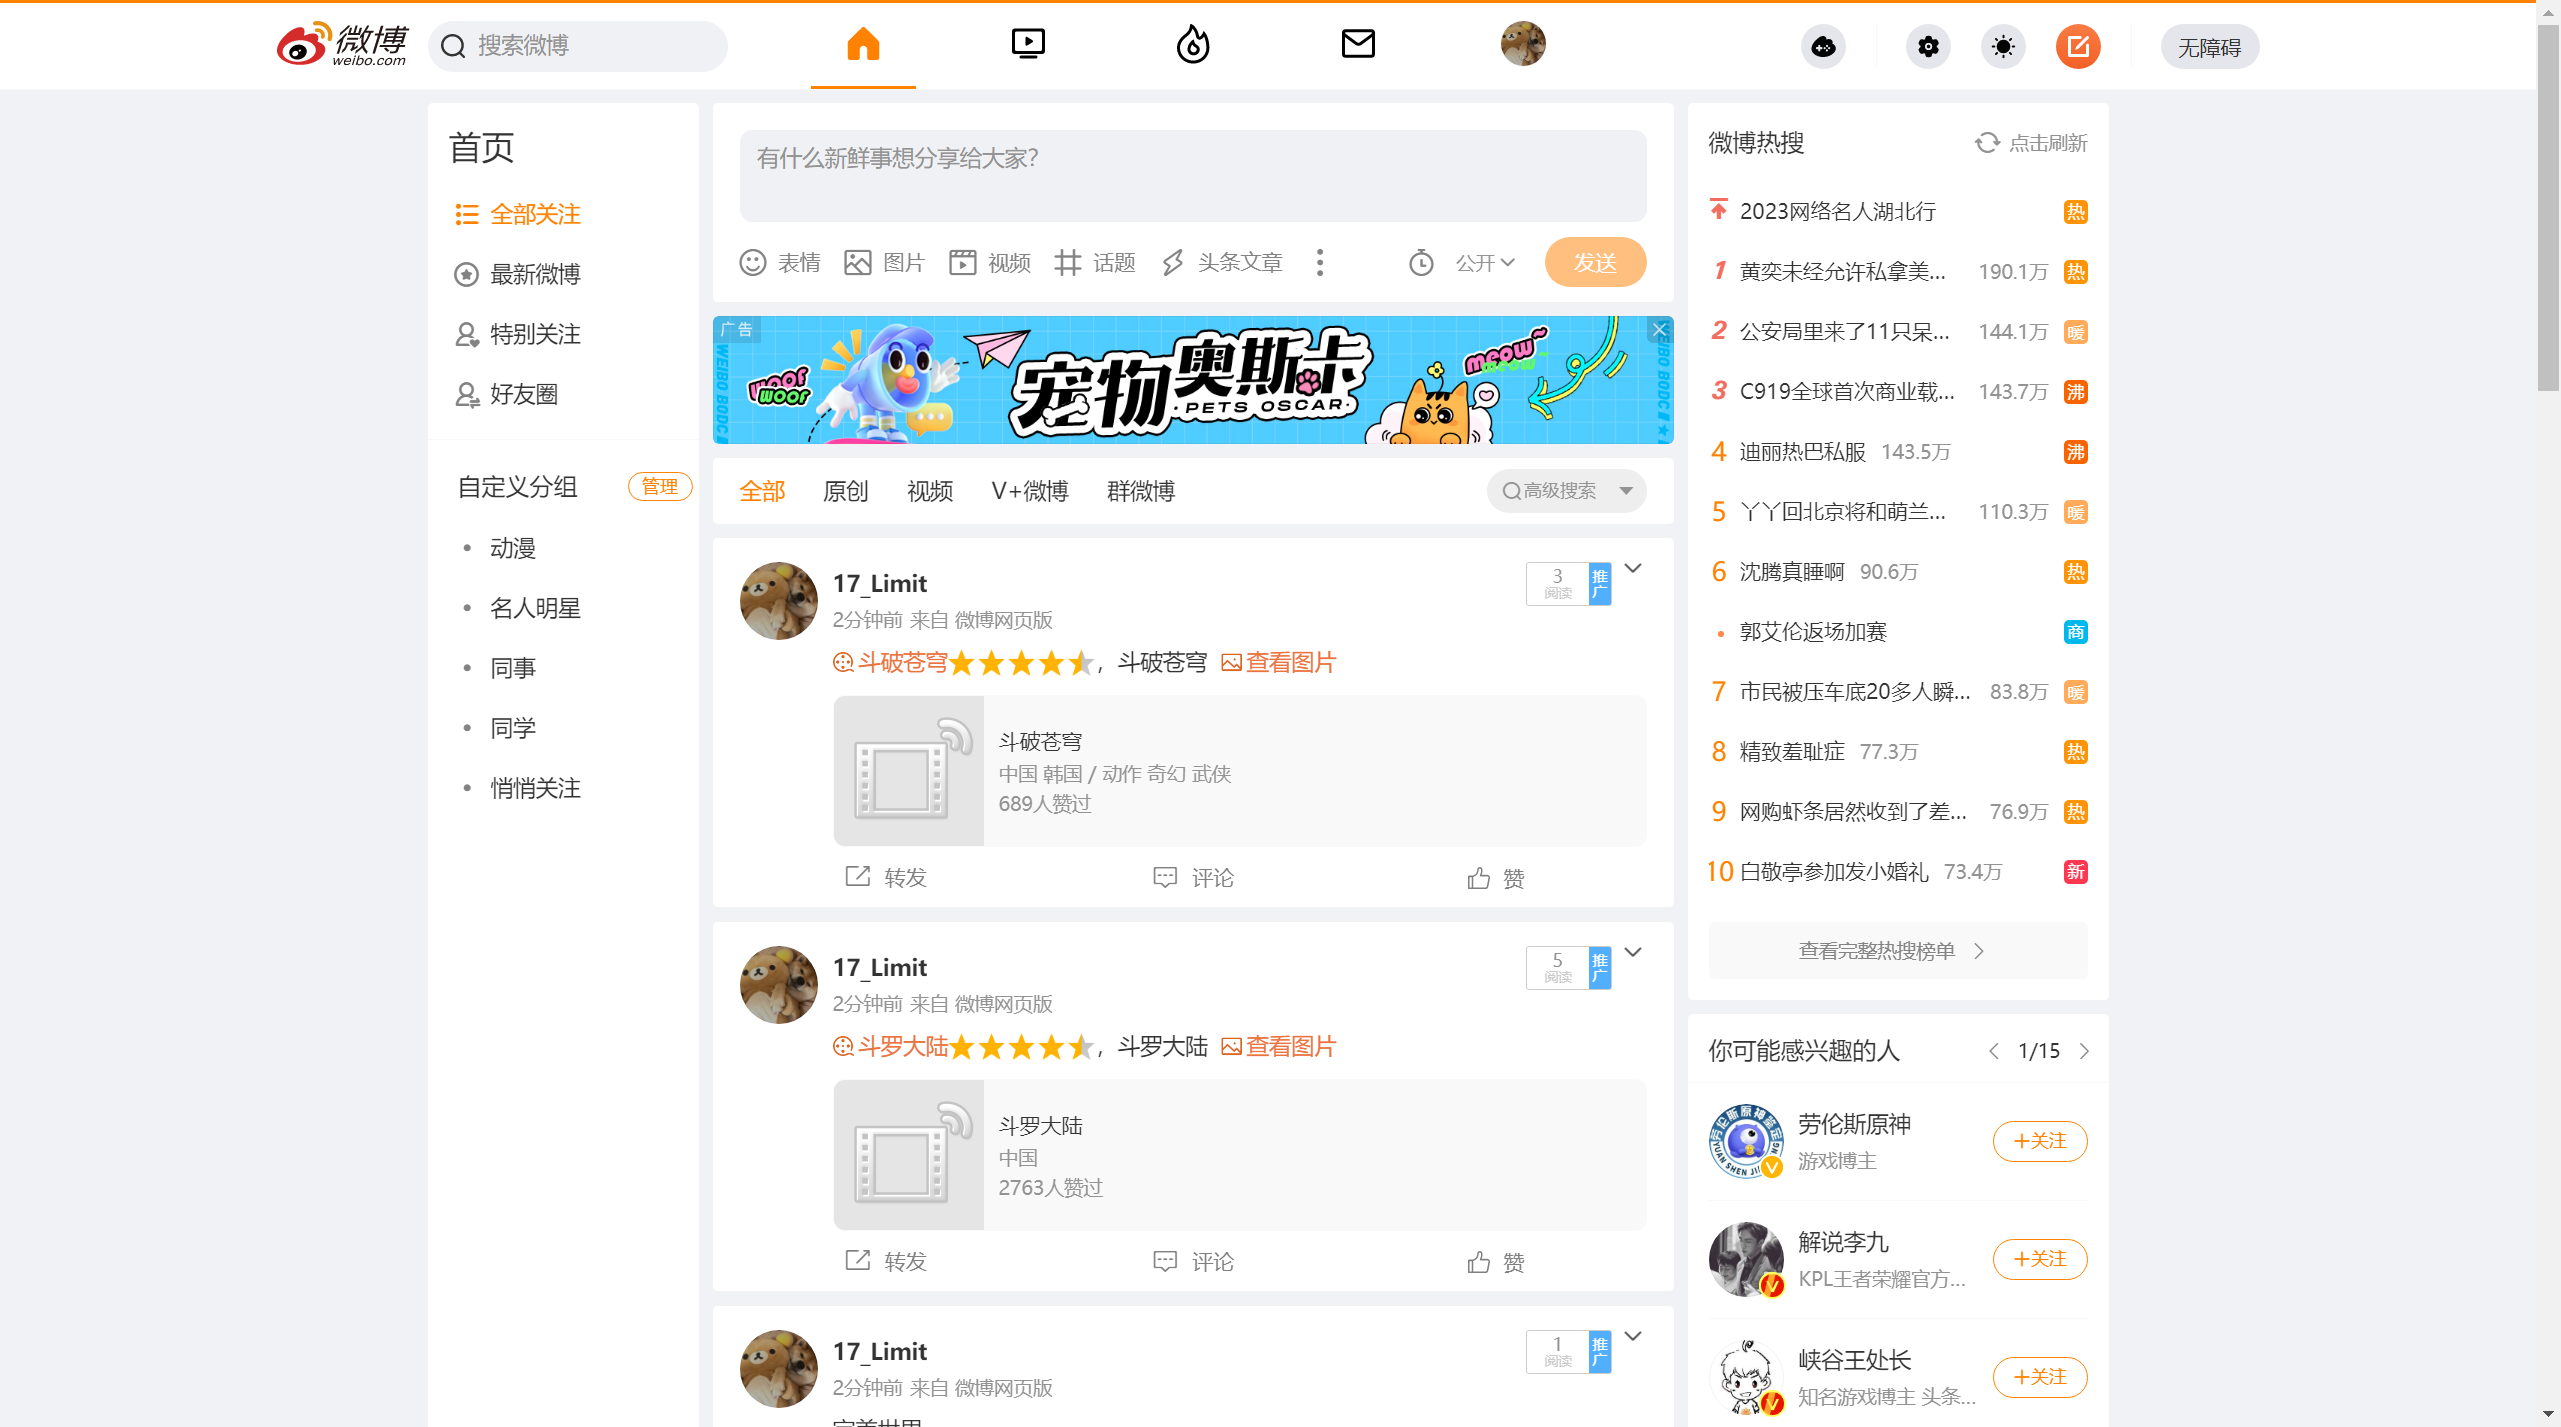 微博
weibo.com
搜索微博
无障碍
首页
全部关注
最新微博
特别关注
好友圈
自定义分组 管理
动漫
名人明星
同事
同学
悄悄关注
有什么新鲜事想分享给大家?
表情 图片 视频 话题 头条文章 公开 发送
广告
WEIBO BODC
WOOF WOOF
宠物奥斯卡
·PETS OSCAR·
meow~
meow~
WEIBO BODC
全部 原创 视频 V+微博 群微博 高级搜索
17_Limit
3 阅读 推广
2分钟前 来自 微博网页版
斗破苍穹, 斗破苍穹 查看图片
斗破苍穹
中国 韩国 / 动作 奇幻 武侠
689人赞过
转发 评论 赞
17_Limit
5 阅读 推广
2分钟前 来自 微博网页版
斗罗大陆, 斗罗大陆 查看图片
斗罗大陆
中国
2763人赞过
转发 评论 赞
17_Limit
1 阅读 推广
2分钟前 来自 微博网页版
完美世界
微博热搜 点击刷新
2023网络名人湖北行 热
1 黄奕未经允许私拿美... 190.1万 热
2 公安局里来了11只呆... 144.1万 暖
3 C919全球首次商业载... 143.7万 沸
4 迪丽热巴私服 143.5万 沸
5 丫丫回北京将和萌兰... 110.3万 暖
6 沈腾真睡啊 90.6万 热
郭艾伦返场加赛 商
7 市民被压车底20多人瞬... 83.8万 暖
8 精致羞耻症 77.3万 热
9 网购虾条居然收到了差... 76.9万 热
10 白敬亭参加发小婚礼 73.4万 新
查看完整热搜榜单
你可能感兴趣的人 1/15
劳伦斯原神
游戏博主
+关注
解说李九
KPL王者荣耀官方...
+关注
峡谷王处长
知名游戏博主 头条...
+关注